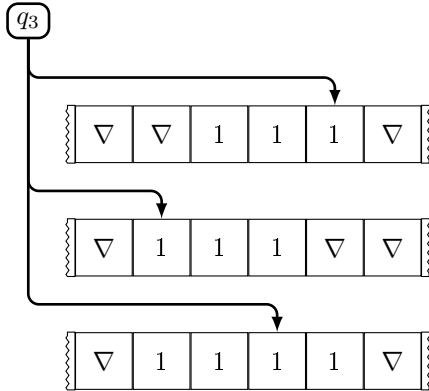 q₃
∇ ∇ 1 1 1 ∇
∇ 1 1 1 ∇ ∇
∇ 1 1 1 1 ∇